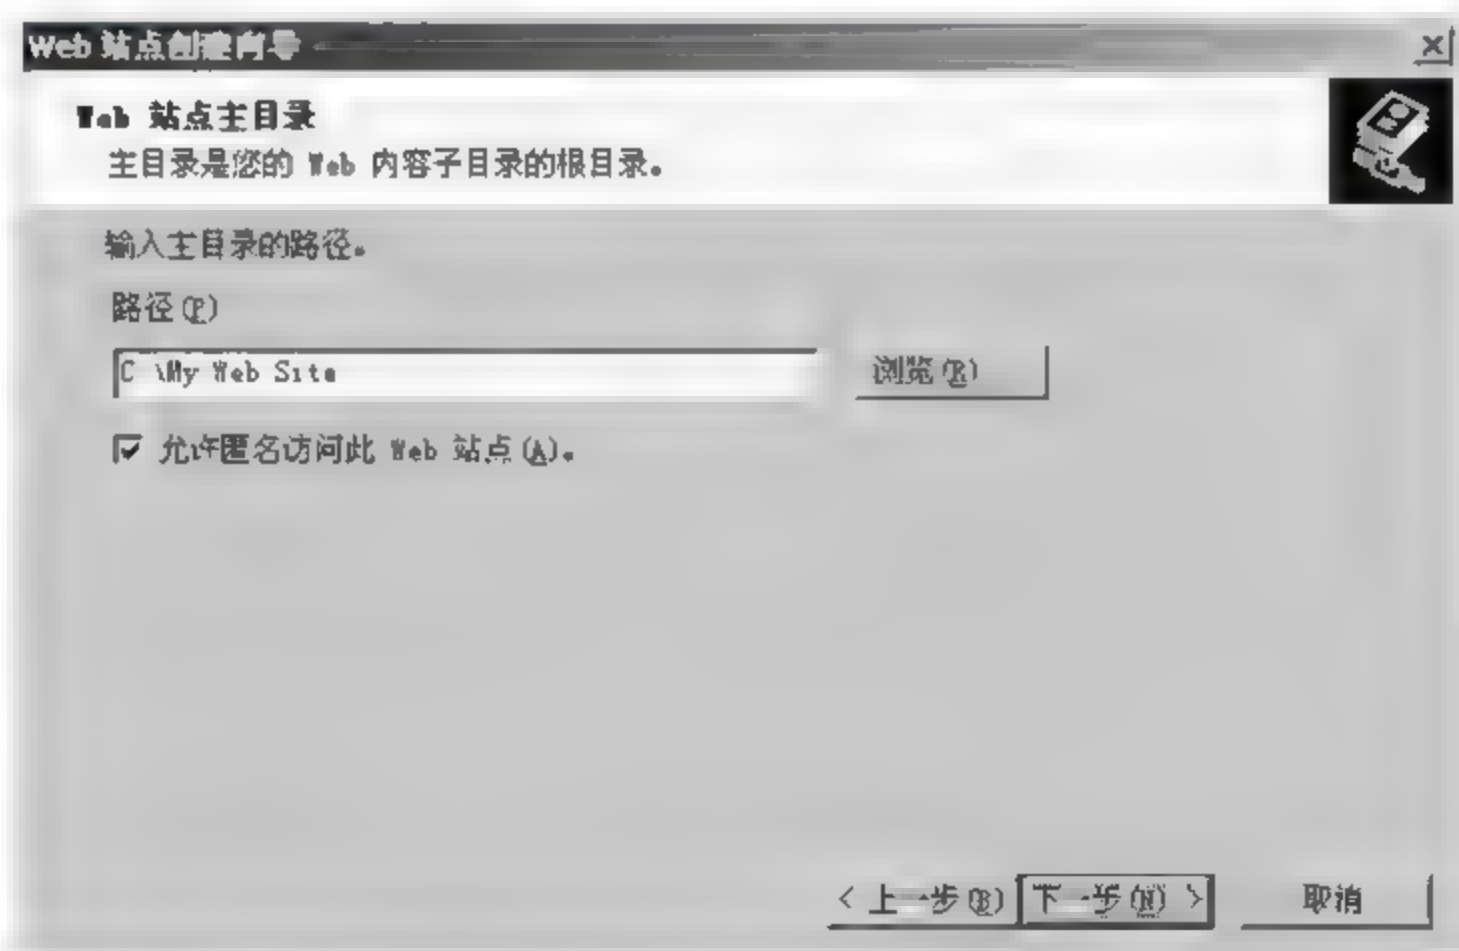 Web 站点创建向导
Web 站点主目录
主目录是您的 Web 内容子目录的根目录。
输入主目录的路径。
路径(P)
C \My Web Site
浏览(R)
允许匿名访问此 Web 站点(A)。
< 上一步(B) 下一步(N) > 取消